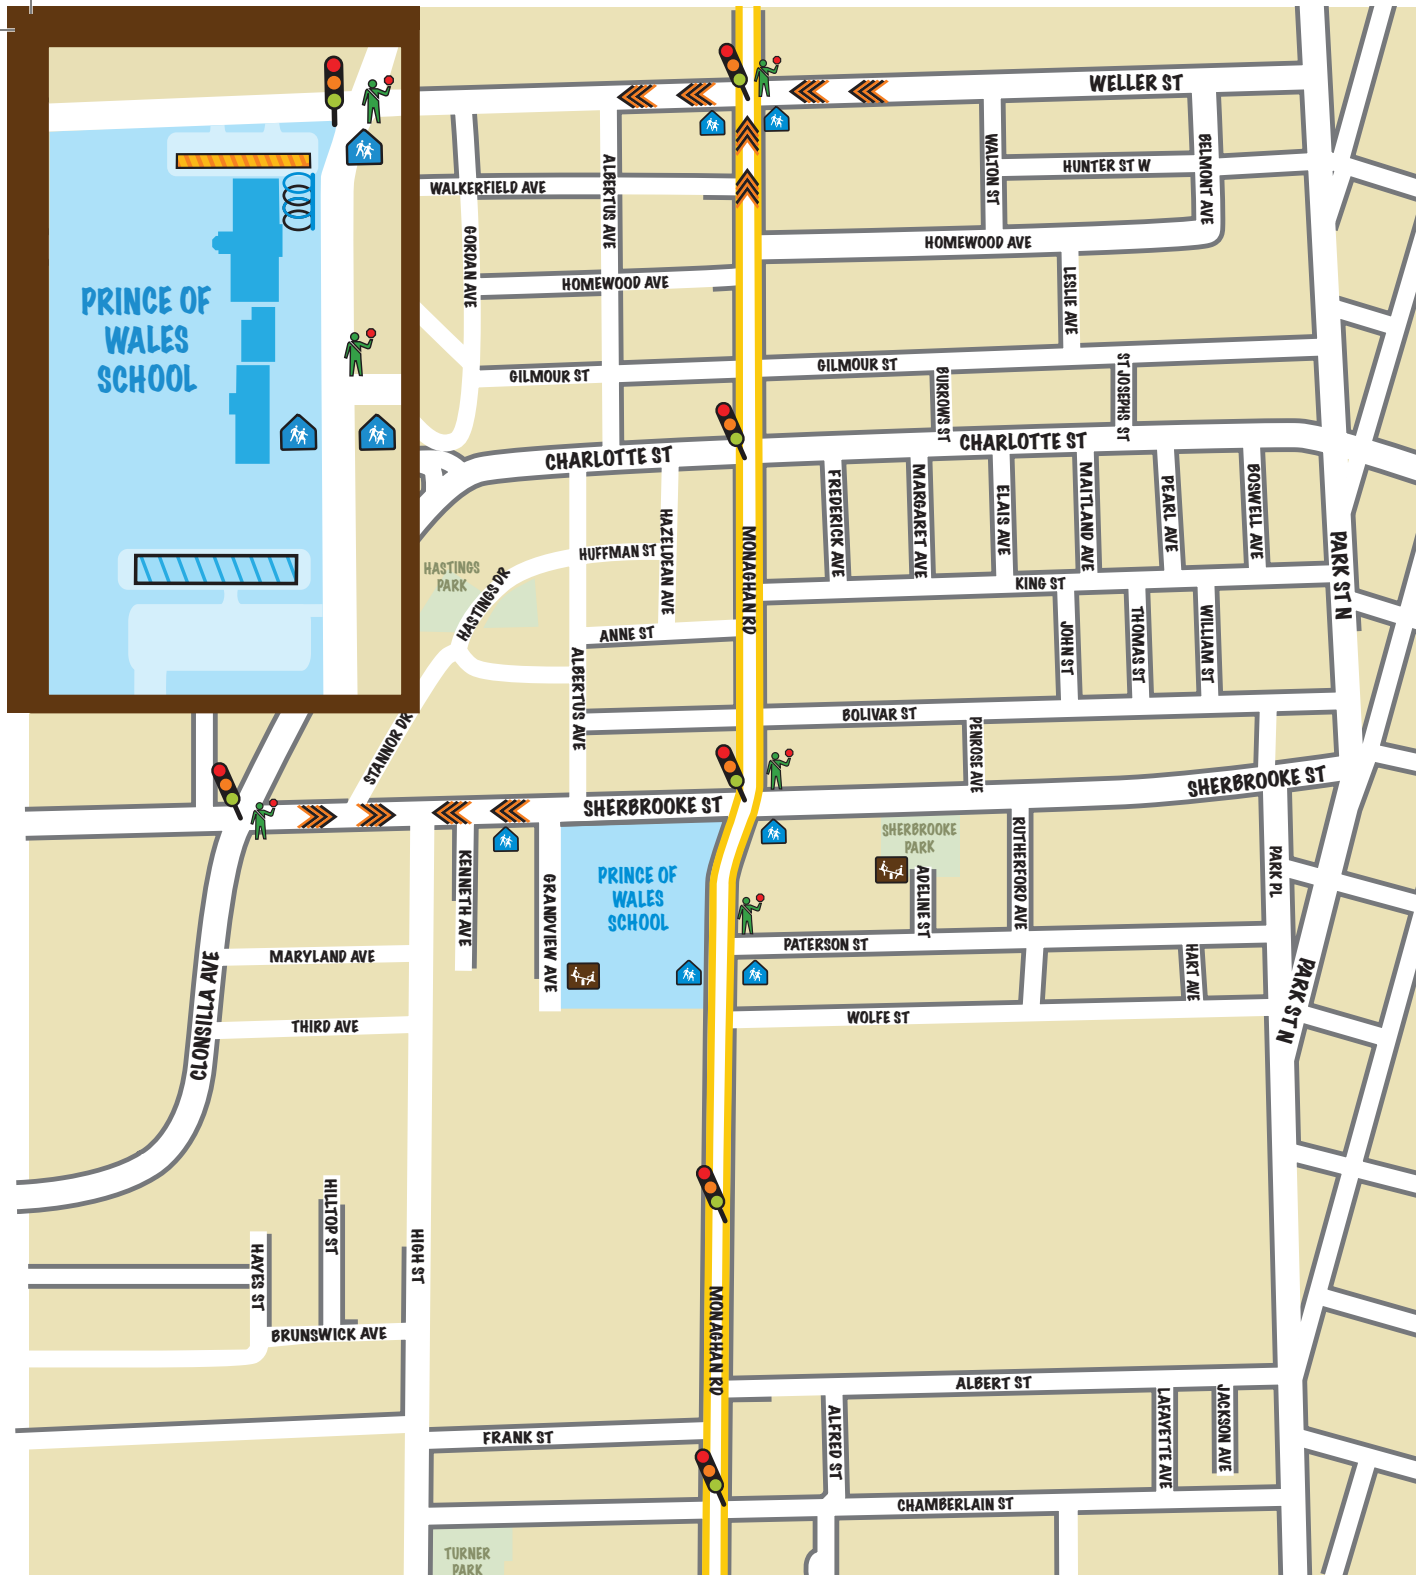 WELLER ST
WALTON ST
HUNTER ST W
BELMONT AVE
ALBERTUS AVE
WALKERFIELD AVE
GORDAN AVE
HOMEWOOD AVE
HOMEWOOD AVE
LESLIE AVE
PRINCE OF
WALES
SCHOOL
GILMOUR ST
GILMOUR ST
BURROWS ST
ST JOSEPHS ST
CHARLOTTE ST
CHARLOTTE ST
FREDERICK AVE
MARGARET AVE
ELAIS AVE
MAITLAND AVE
PEARL AVE
BOSWELL AVE
HAZELDEAN AVE
MONAGHAN RD
PARK ST N
HUFFMAN ST
HASTINGS
PARK
HASTINGS DR
KING ST
ANNE ST
JOHN ST
THOMAS ST
WILLIAM ST
ALBERTUS AVE
STANNOR DR
BOLIVAR ST
PENROSE AVE
SHERBROOKE ST
SHERBROOKE ST
SHERBROOKE
PARK
RUTHERFORD AVE
PARK PL
KENNETH AVE
GRANDVIEW AVE
PRINCE OF
WALES
SCHOOL
ADELINE ST
PATERSON ST
HART AVE
MARYLAND AVE
CLONSILLA AVE
PARK ST N
WOLFE ST
THIRD AVE
HILLTOP ST
HAYES ST
HIGH ST
BRUNSWICK AVE
MONAGHAN RD
ALBERT ST
ALFRED ST
LAFAYETTE AVE
JACKSON AVE
FRANK ST
CHAMBERLAIN ST
TURNER
PARK